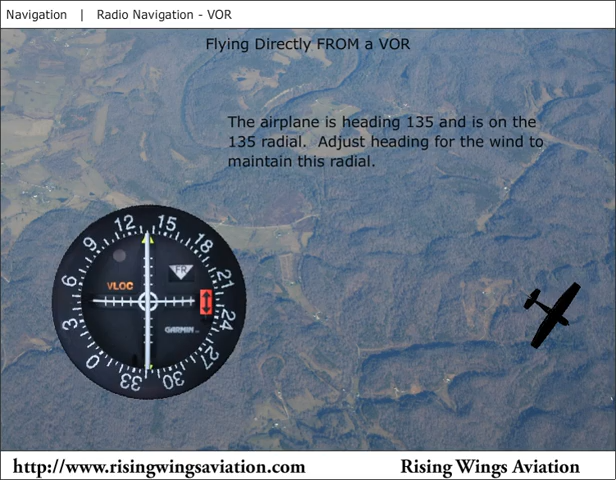 Navigation | Radio Navigation - VOR
Flying Directly FROM a VOR
The airplane is heading 135 and is on the
135 radial. Adjust heading for the wind to
maintain this radial.
12 15
9 18
FR
VLOC 21
3 24
GARMIN
0 27
33 30
http://www.risingwingsaviation.com Rising Wings Aviation